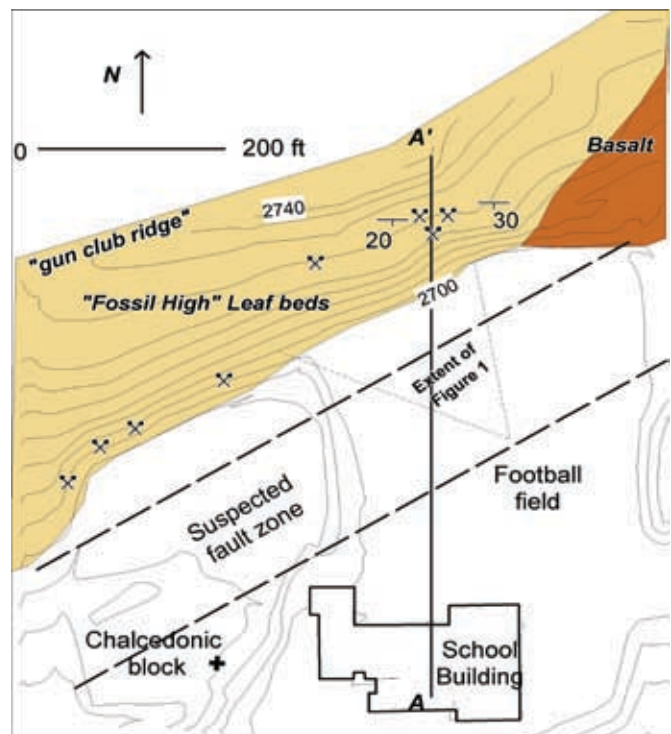 N
0
200 ft
A'
Basalt
2740
"gun club ridge"
20
30
"Fossil High" Leaf beds
2700
Extent of
Figure 1
Football
field
Suspected
fault zone
Chalcedonic
block
School
Building
A